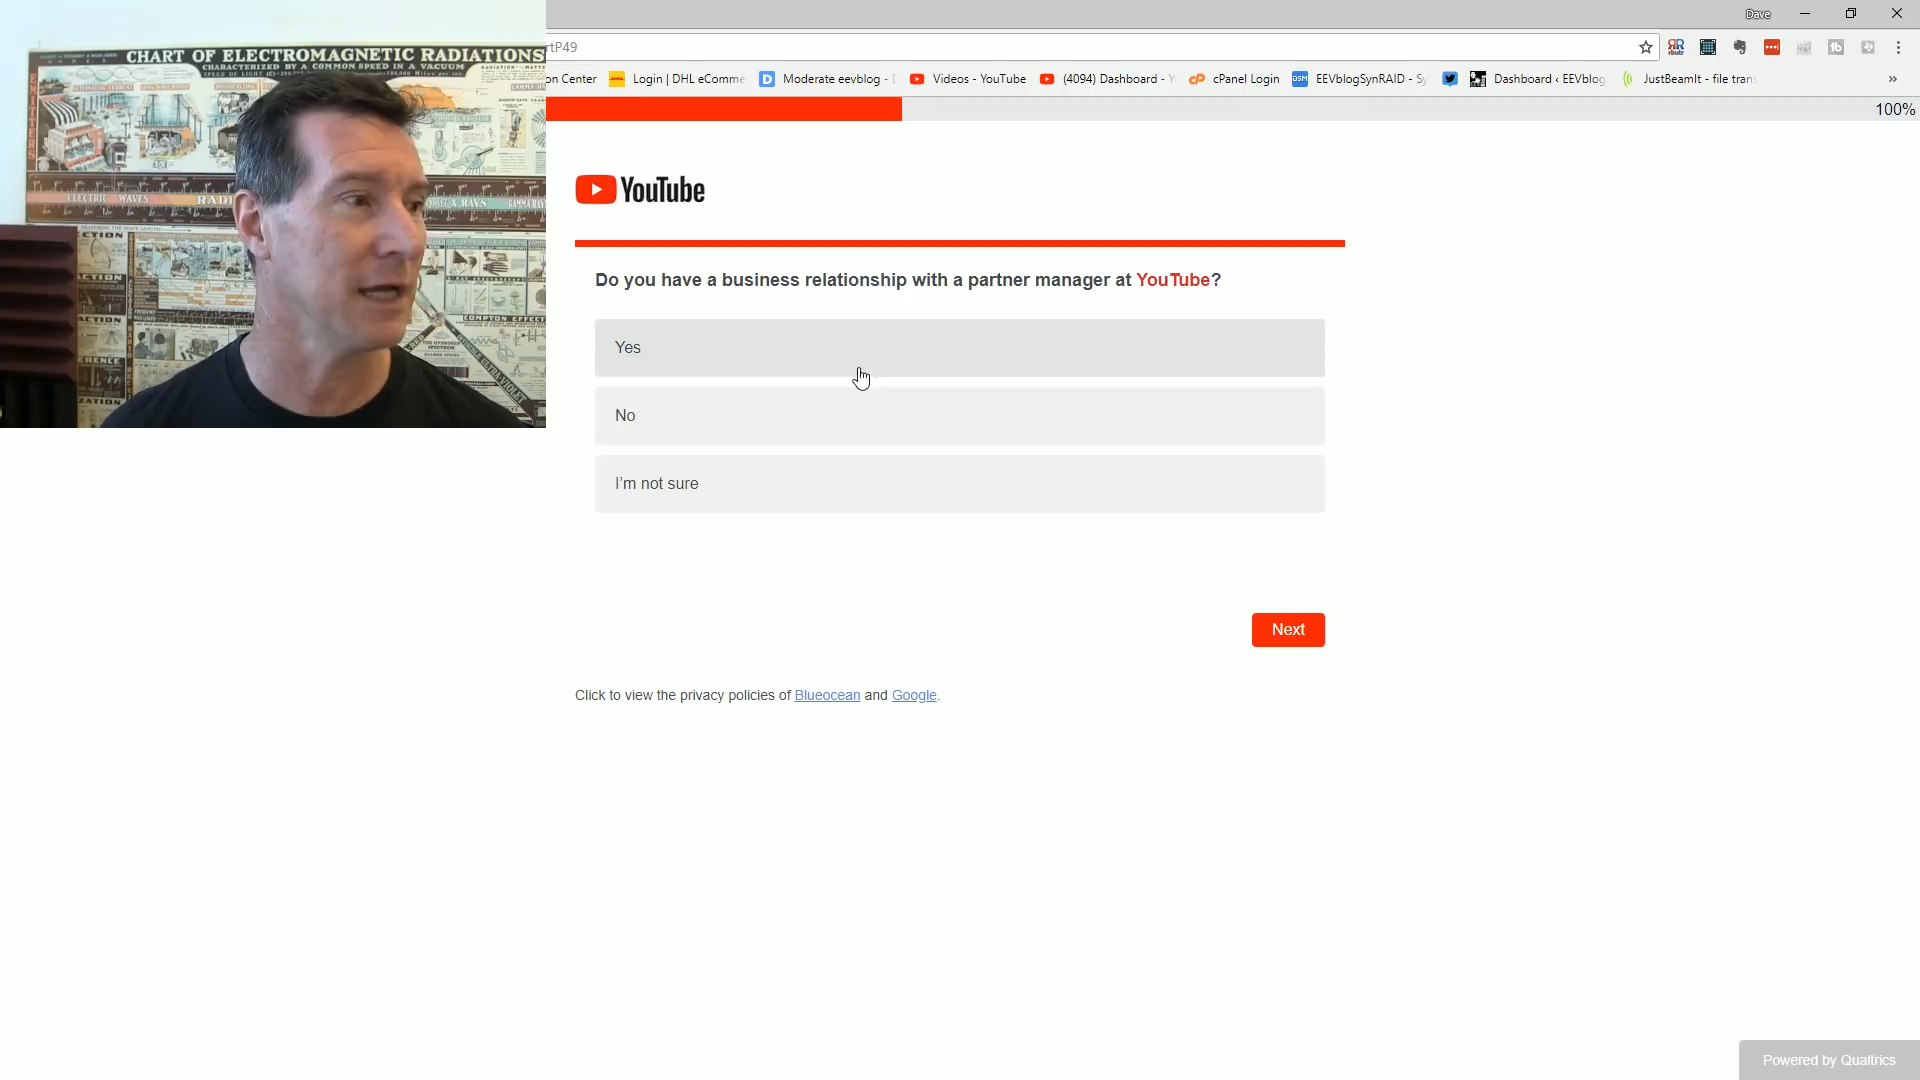 Dave
rtP49
on Center
Login | DHL eComme
Moderate eevblog -
Videos - YouTube
(4094) Dashboard - Y
cPanel Login
EEVblogSynRAID - Sy
Dashboard ‹ EEVblog
JustBeamIt - file trans
»
100%
CHART OF ELECTROMAGNETIC RADIATIONS
CHARACTERIZED BY A COMMON SPEED IN A VACUUM
ELECTRIC WAVES
YouTube
Do you have a business relationship with a partner manager at YouTube?
Yes
No
I'm not sure
Next
Click to view the privacy policies of Blueocean and Google.
Powered by Qualtrics